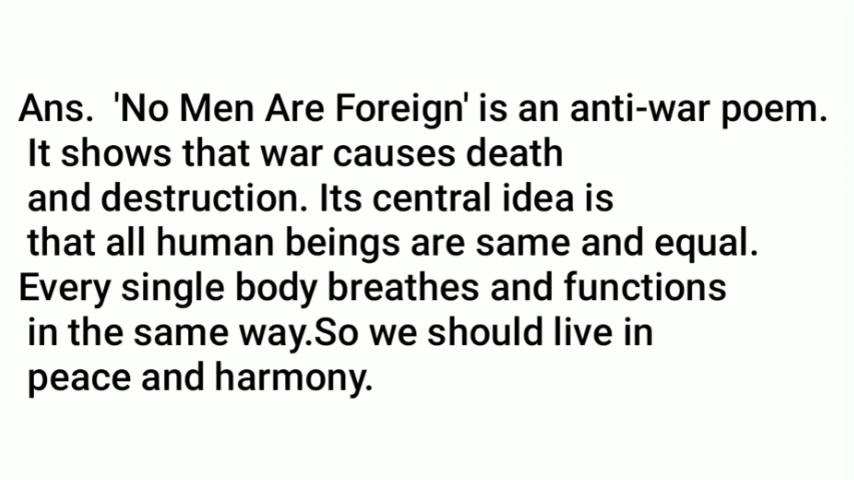 Ans.  'No Men Are Foreign' is an anti-war poem.
It shows that war causes death
and destruction. Its central idea is
that all human beings are same and equal.
Every single body breathes and functions
in the same way.So we should live in
peace and harmony.